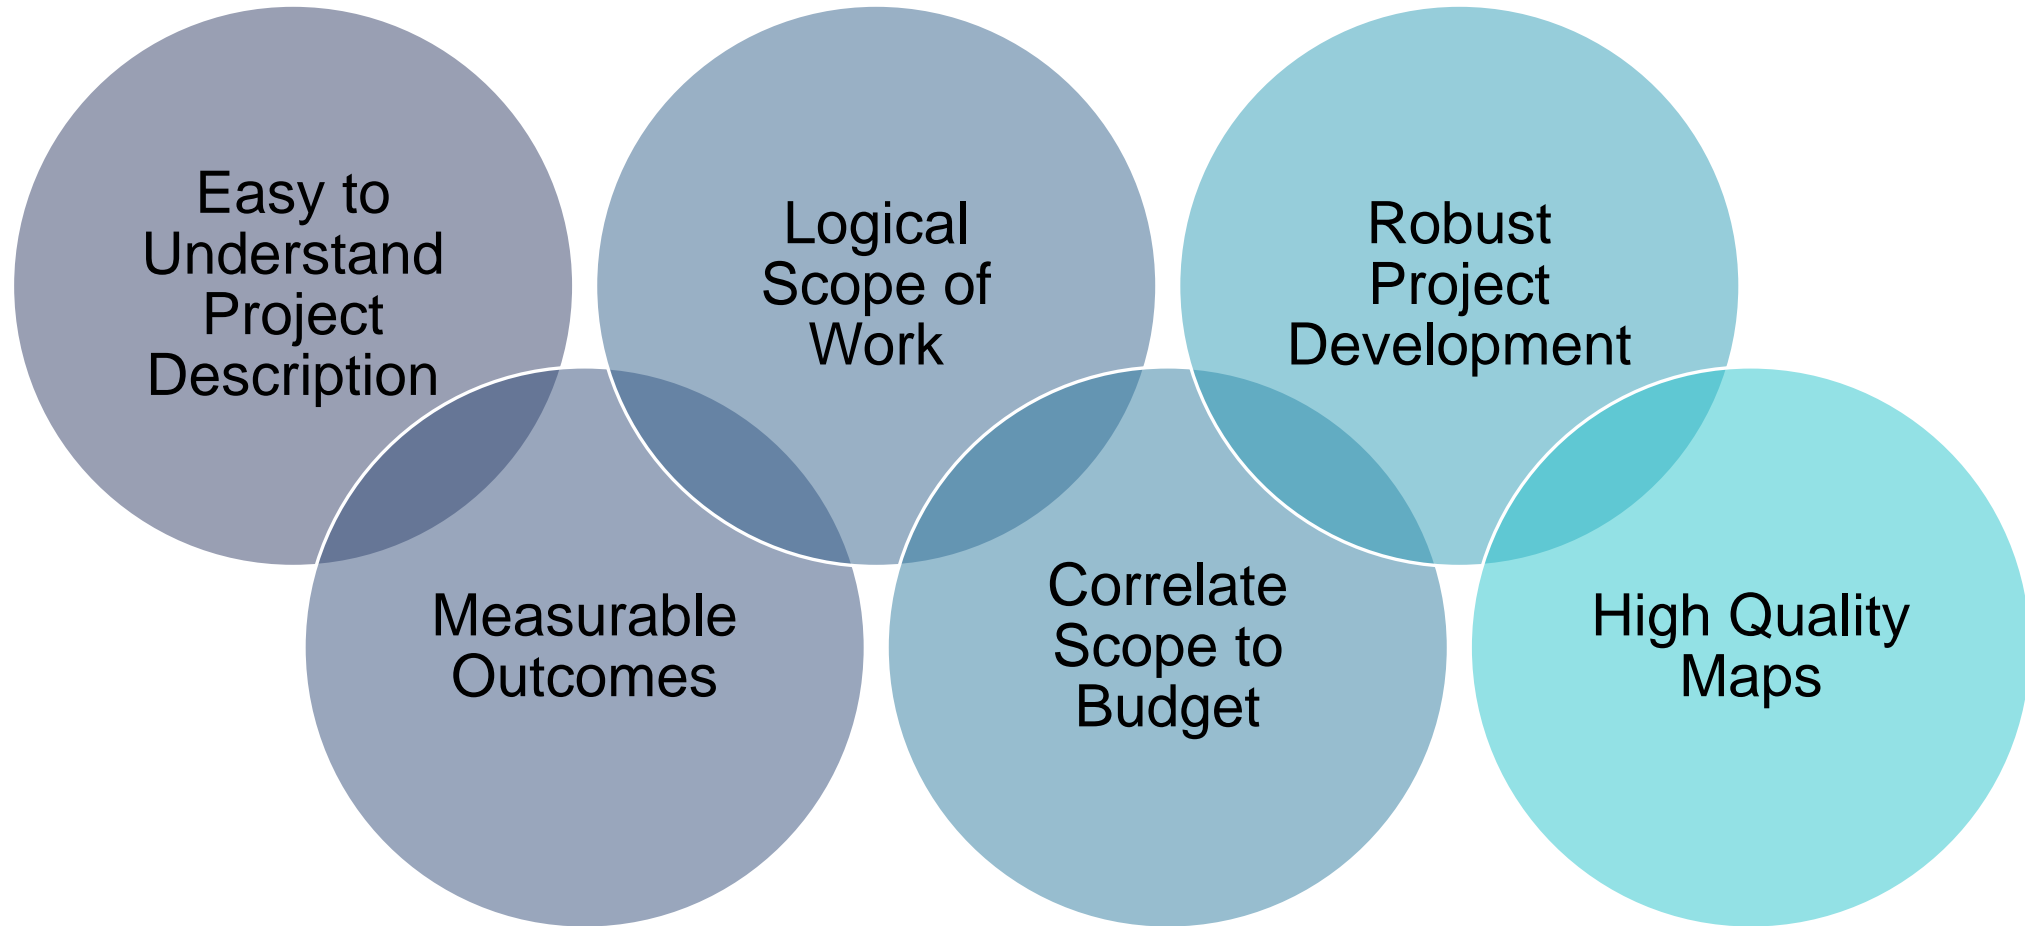 Easy to
Understand
Project
Description
Measurable
Outcomes
Logical
Scope of
Work
Correlate
Scope to
Budget
Robust
Project
Development
High Quality
Maps